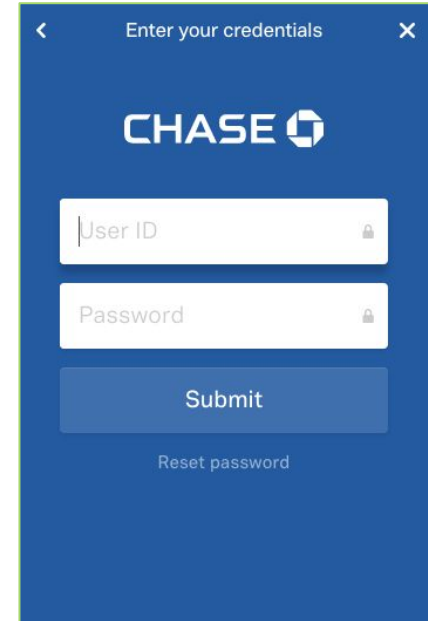 Enter your credentials
CHASE
User ID
Password
Submit
Reset password